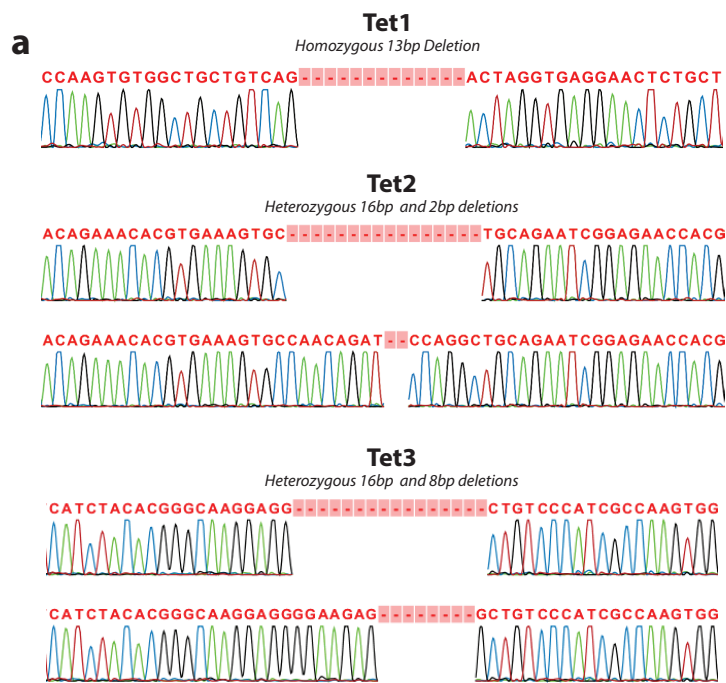 a
Tet1
Homozygous 13bp Deletion
CCAAGTGTGGCTGCTGTCAG-------------ACTAGGTGAGGAACTCTGCT
Tet2
Heterozygous 16bp and 2bp deletions
ACAGAAACACGTGAAAGTGC----------------TGCAGAATCGGAGAACCACG
ACAGAAACACGTGAAAGTGCCAACAGAT--CCAGGCTGCAGAATCGGAGAACCACG
Tet3
Heterozygous 16bp and 8bp deletions
CATCTACACGGGCAAGGAGG----------------CTGTCCCATCGCCAAGTGG
CATCTACACGGGCAAGGAGGGGAAGAG--------GCTGTCCCATCGCCAAGTGG